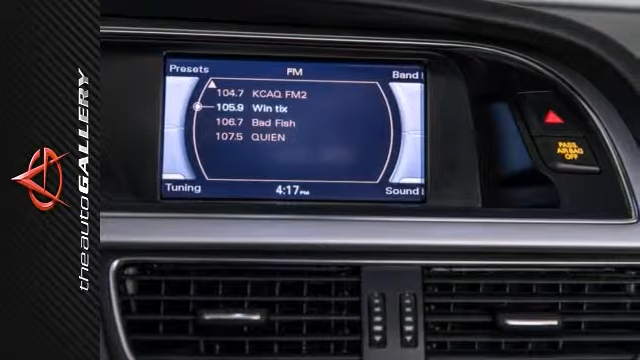 Presets FM Band
104.7 KCAQ FM2
105.9 Win tix
106.7 Bad Fish
107.5 QUIEN
Tuning 4:17PM Sound
PASS
AIR BAG
OFF
theautoGALLERY